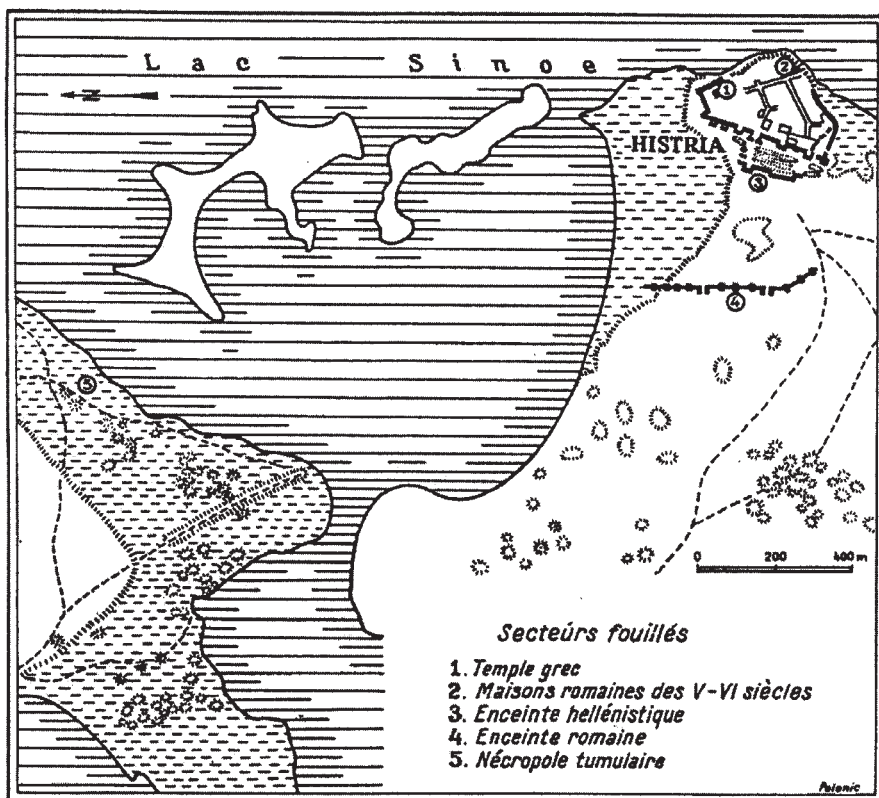 Lac Sinoe
N
1
2
HISTRIA
3
4
5
0 200 400 m
Secteurs fouillés
1. Temple grec
2. Maisons romaines des V-VI siècles
3. Enceinte hellénistique
4. Enceinte romaine
5. Nécropole tumulaire
Polonic